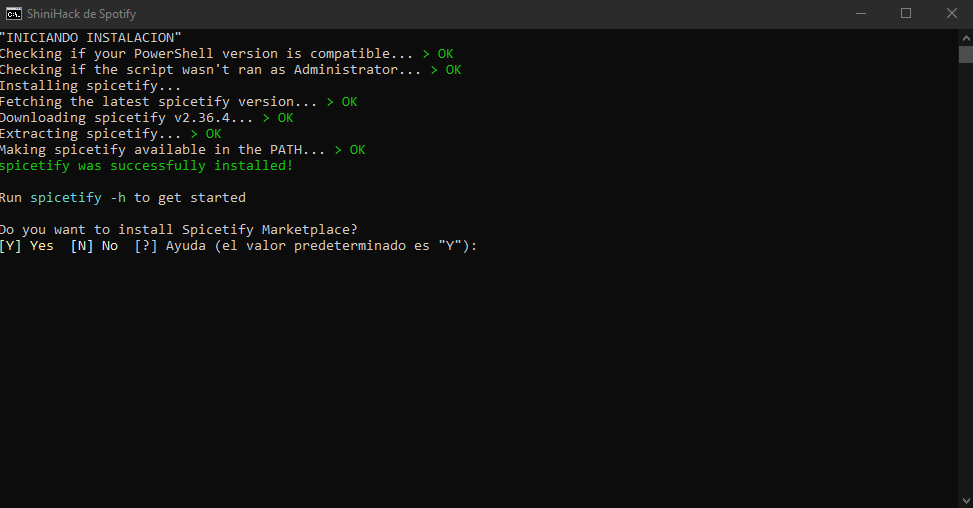 ShiniHack de Spotify
"INICIANDO INSTALACION"
Checking if your PowerShell version is compatible... > OK
Checking if the script wasn't ran as Administrator... > OK
Installing spicetify...
Fetching the latest spicetify version... > OK
Downloading spicetify v2.36.4... > OK
Extracting spicetify... > OK
Making spicetify available in the PATH... > OK
spicetify was successfully installed!
Run spicetify -h to get started
Do you want to install Spicetify Marketplace?
[Y] Yes  [N] No  [?] Ayuda (el valor predeterminado es "Y"):